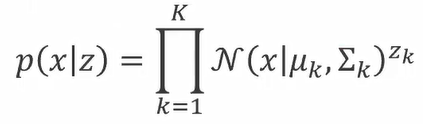 p(x|z) = ∏_{k=1}^{K} 𝒩(x|μ_k, Σ_k)^{z_k}